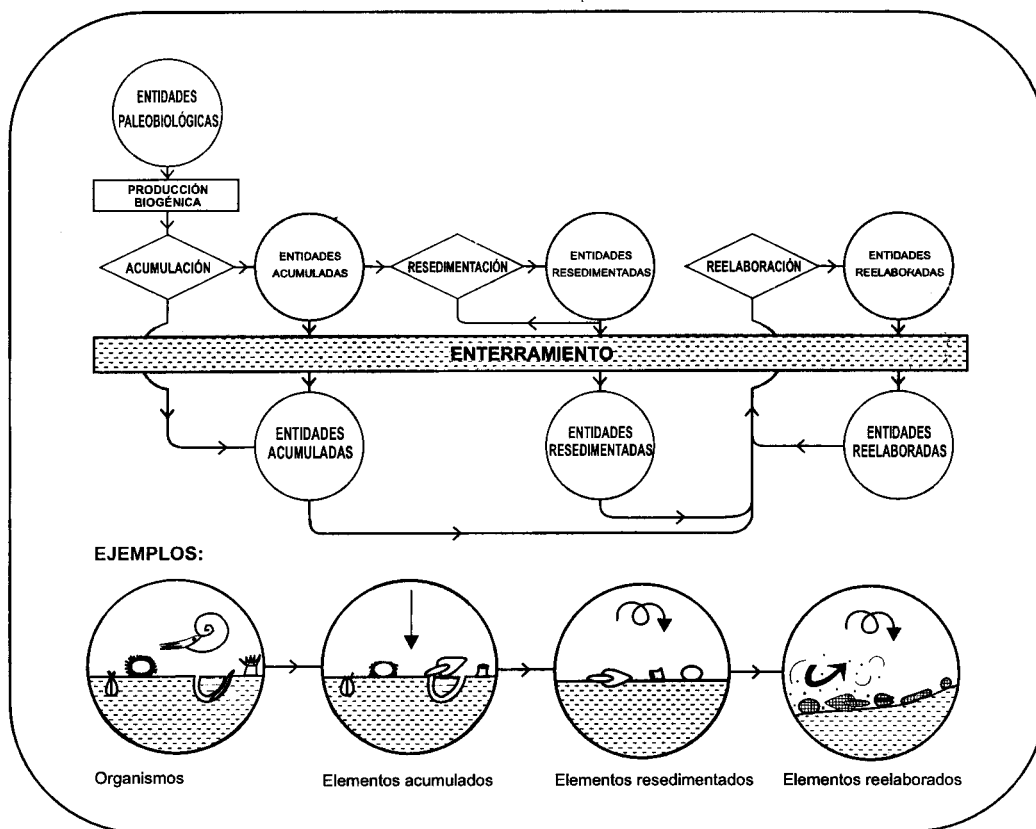 ENTIDADES
PALEOBIOLÓGICAS
PRODUCCIÓN
BIOGÉNICA
ACUMULACIÓN
ENTIDADES
ACUMULADAS
RESEDIMENTACIÓN
ENTIDADES
RESEDIMENTADAS
REELABORACIÓN
ENTIDADES
REELABORADAS
ENTERRAMIENTO
ENTIDADES
ACUMULADAS
ENTIDADES
RESEDIMENTADAS
ENTIDADES
REELABORADAS
EJEMPLOS:
Organismos
Elementos acumulados
Elementos resedimentados
Elementos reelaborados